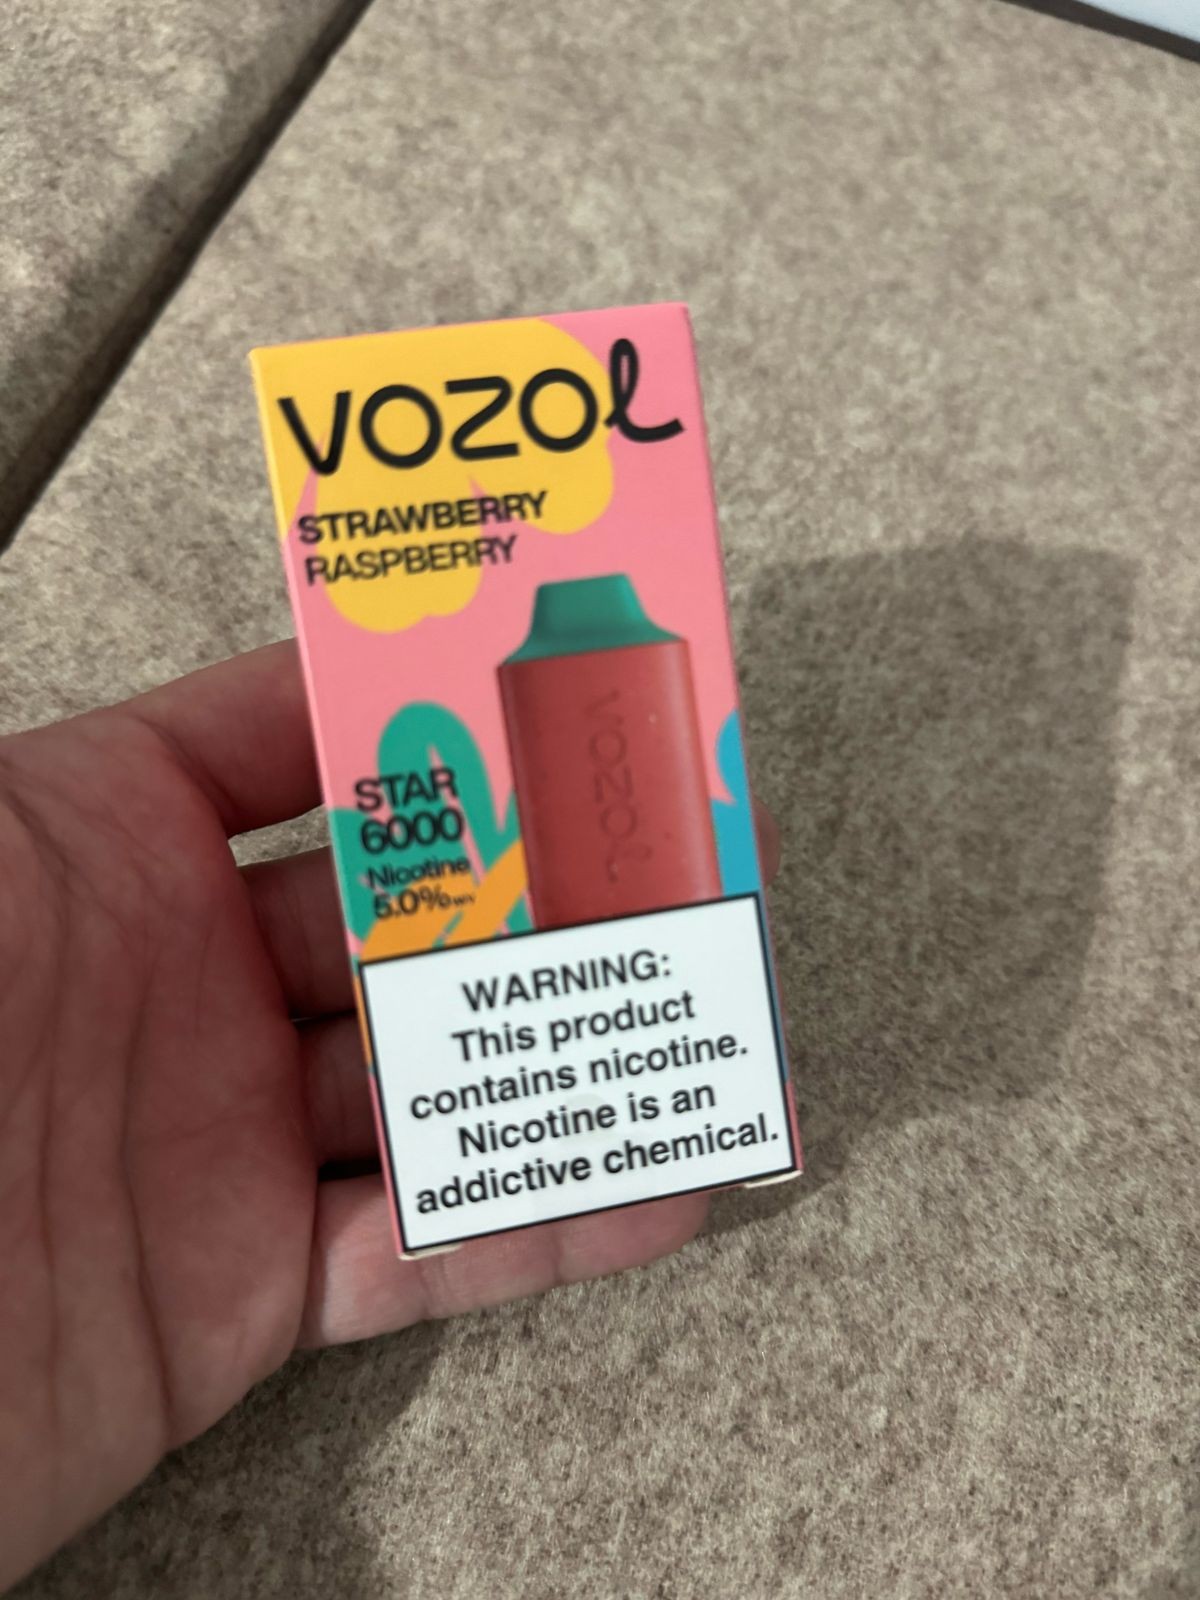 VOZOL
STRAWBERRY
RASPBERRY
VOZOL
STAR
6000
Nicotine
5.0%
WARNING:
This product
contains nicotine.
Nicotine is an
addictive chemical.